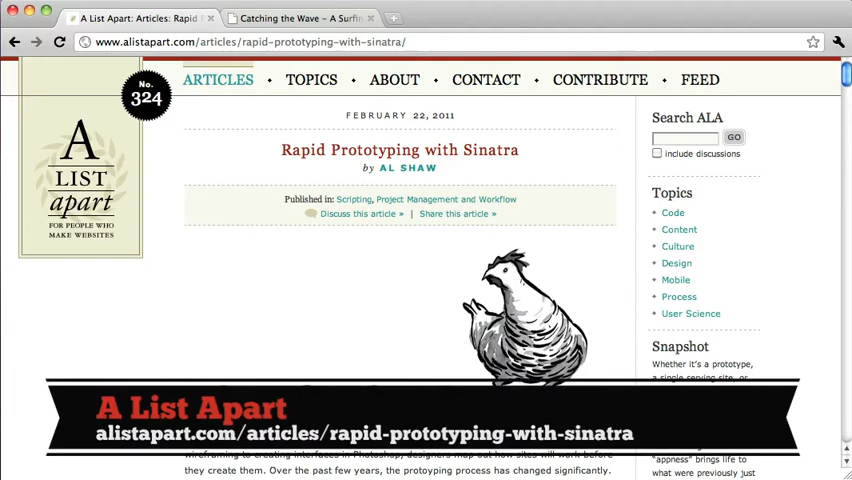 A List Apart: Articles: Rapid
Catching the Wave – A Surfin
www.alistapart.com/articles/rapid-prototyping-with-sinatra/
ARTICLES • TOPICS • ABOUT • CONTACT • CONTRIBUTE • FEED
No.
324
A
LIST
apart
FOR PEOPLE WHO
MAKE WEBSITES
FEBRUARY 22, 2011
Rapid Prototyping with Sinatra
by AL SHAW
Published in: Scripting, Project Management and Workflow
Discuss this article » | Share this article »
Search ALA
GO
include discussions
Topics
Code
Content
Culture
Design
Mobile
Process
User Science
Snapshot
Whether it's a prototype,
a single serving site, or
"appness" brings life to
what were previously just
A List Apart
alistapart.com/articles/rapid-prototyping-with-sinatra
wireframing to creating interfaces in Photoshop, designers map out how sites will work before
they create them. Over the past few years, the protoyping process has changed significantly.